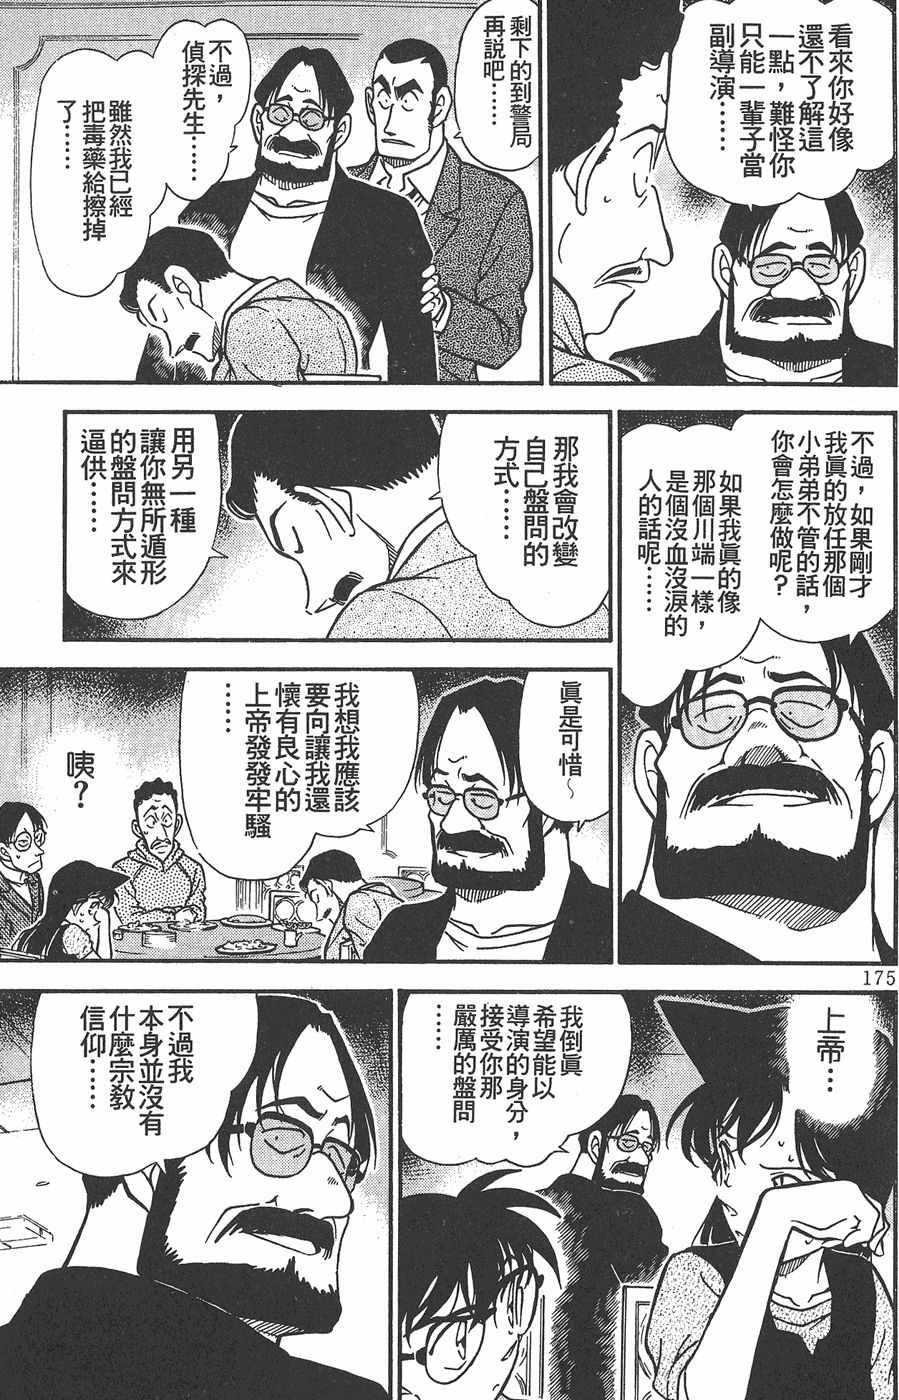 看來你好像
還不了解這
一點，難怪你
只能一輩子當
副導演……
剩下的到警局
再說吧……
不過，
偵探先生……
雖然我已經
把毒藥給擦掉
了……
不過，如果剛才
我真的放任那個
小弟弟不管的話，
你會怎麼做呢？
如果我真的像
那個川端一樣，
是個沒血沒淚的
人的話呢……
那我會改變
自己盤問的
方式……
用另一種
讓你無所遁形
的盤問方式來
逼供……
真是可惜～
我想我應該
要向讓我還
懷有良心的
上帝發發牢騷
……
咦？
175
上帝…
我倒真
希望能以
導演的身分，
接受你那
嚴厲的盤問
……
不過我
本身並沒有
什麼宗教
信仰……